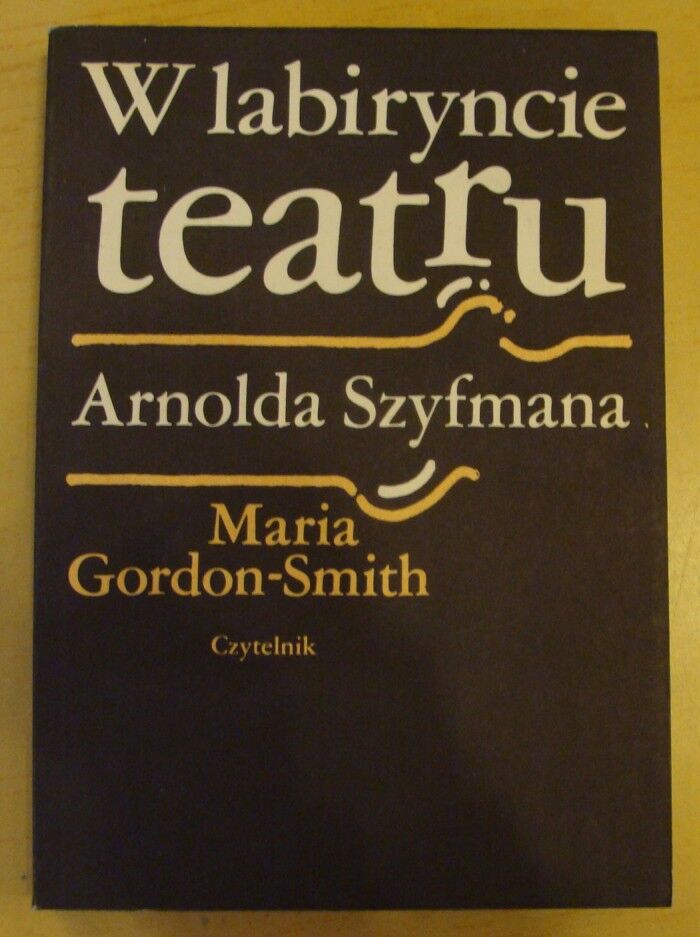 W labiryncie
teatru
Arnolda Szyfmana
Maria
Gordon-Smith
Czytelnik